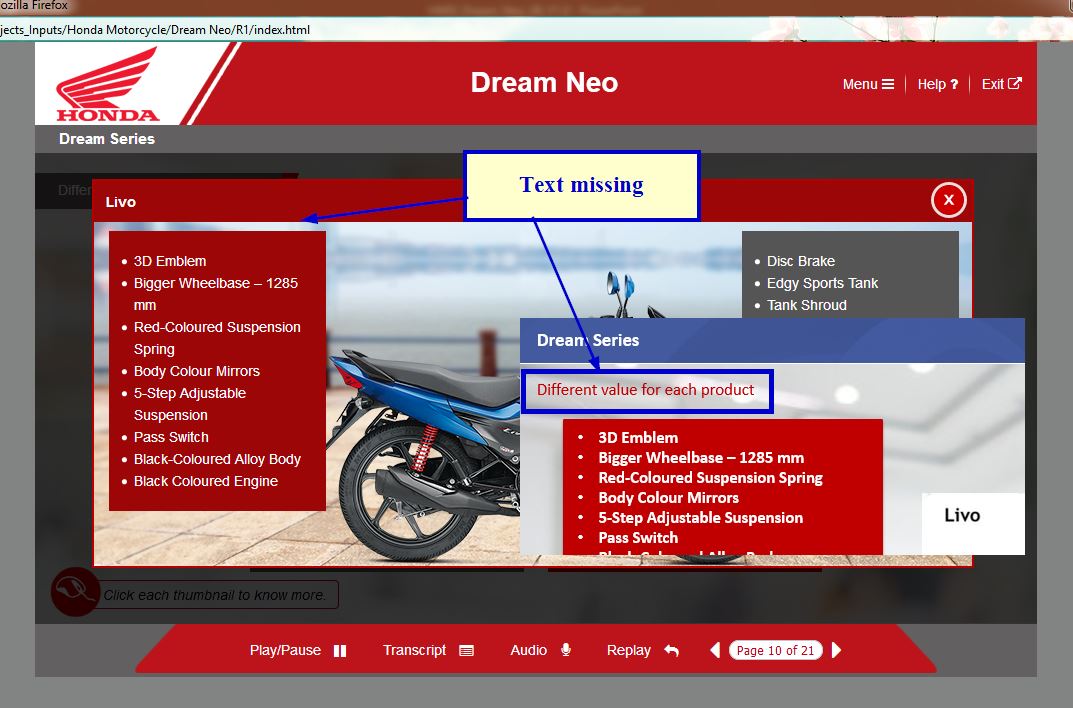 ozilla Firefox
jects_Inputs/Honda Motorcycle/Dream Neo/R1/index.html
HONDA
Dream Neo
Menu
Help ?
Exit
Dream Series
Differ
Text missing
Livo
X
• 3D Emblem
• Bigger Wheelbase – 1285
mm
• Red-Coloured Suspension
Spring
• Body Colour Mirrors
• 5-Step Adjustable
Suspension
• Pass Switch
• Black-Coloured Alloy Body
• Black Coloured Engine
• Disc Brake
• Edgy Sports Tank
• Tank Shroud
Dream Series
Different value for each product
• 3D Emblem
• Bigger Wheelbase – 1285 mm
• Red-Coloured Suspension Spring
• Body Colour Mirrors
• 5-Step Adjustable Suspension
• Pass Switch
Livo
Click each thumbnail to know more.
Play/Pause
Transcript
Audio
Replay
Page 10 of 21